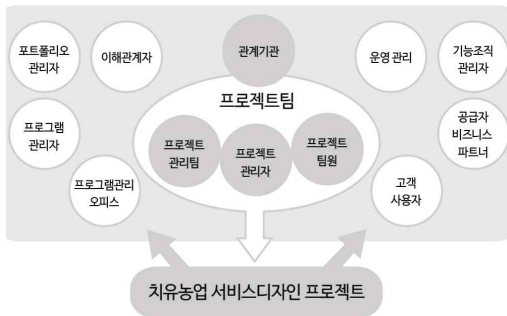 포트폴리오
관리자
이해관계자
관계기관
운영 관리
기능조직
관리자
프로젝트팀
프로그램
관리자
공급자
비즈니스
파트너
프로젝트
관리팀
프로젝트
관리자
프로젝트
팀원
프로그램관리
오피스
고객
사용자
치유농업 서비스디자인 프로젝트